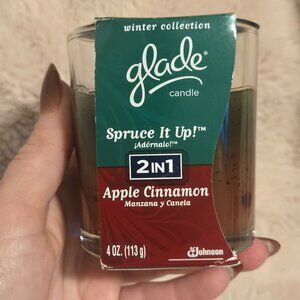 winter collection
glade
candle
Spruce It Up!™
¡Adórnalo!™
2 IN 1
Apple Cinnamon
Manzana y Canela
4 OZ. (113 g)
Johnson